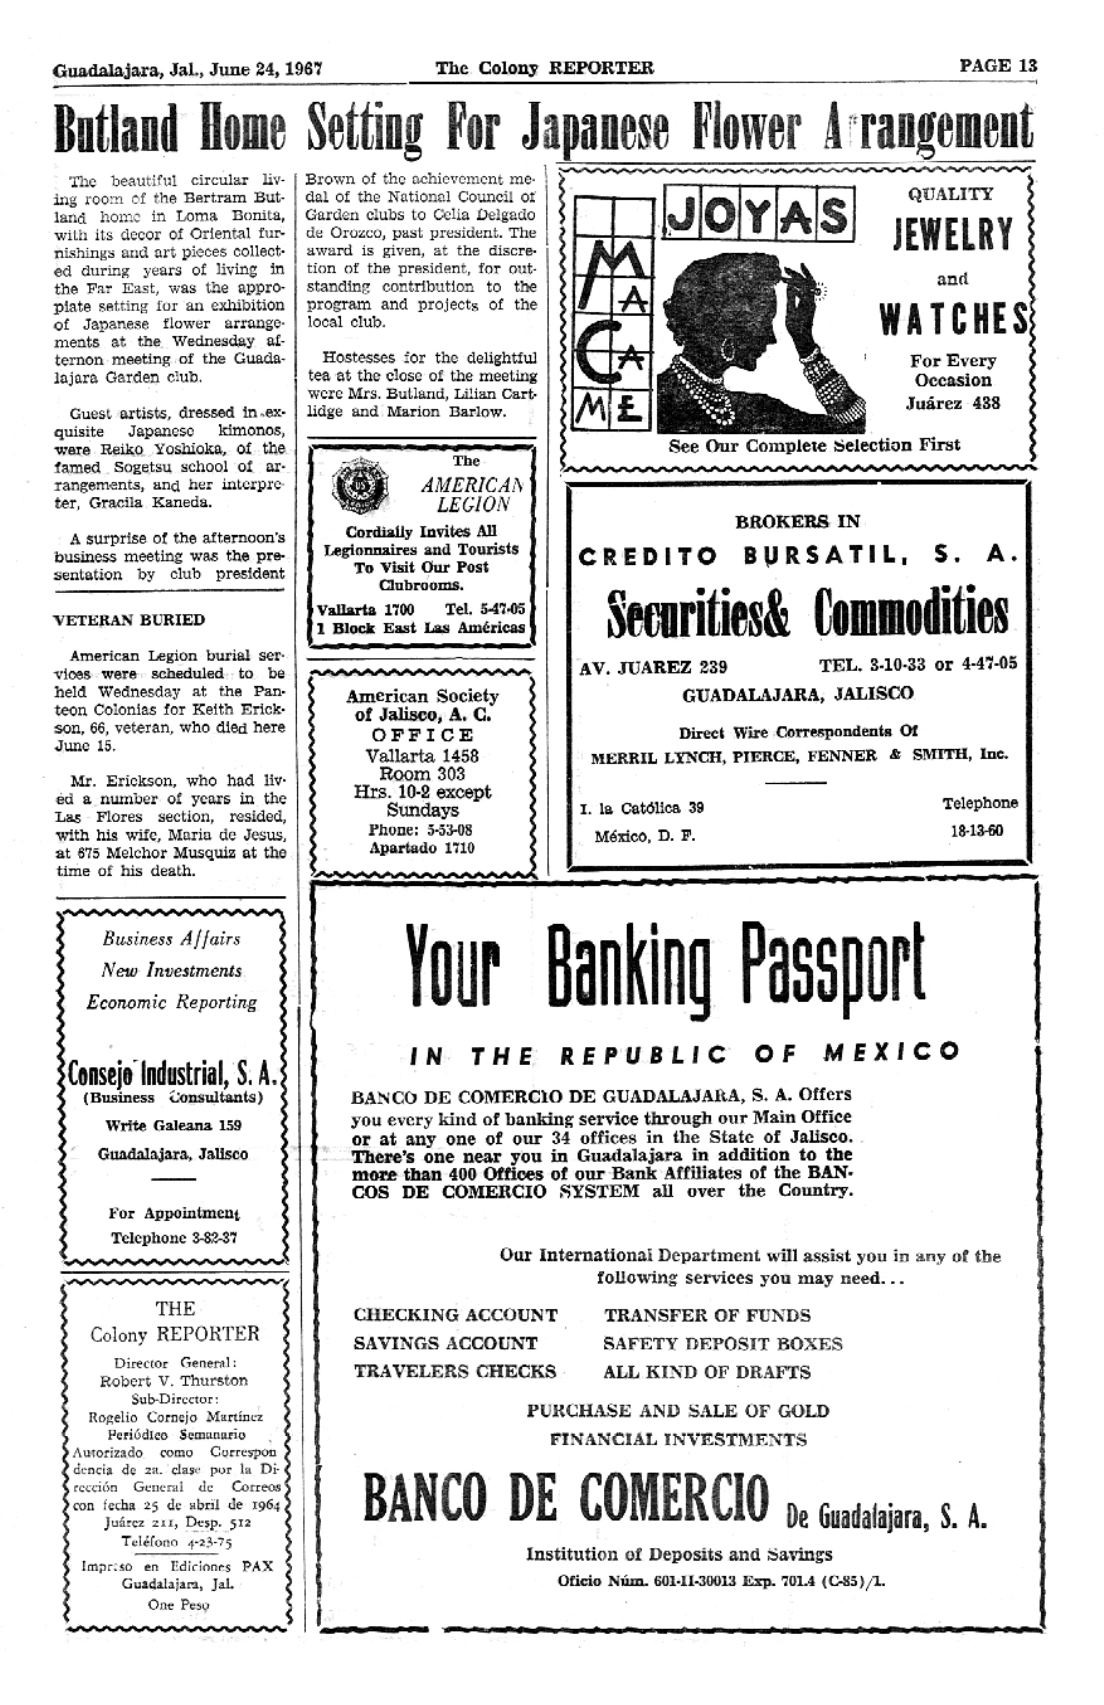 Guadalajara, Jal., June 24, 1967
The Colony REPORTER
PAGE 13
Butland Home Setting For Japanese Flower Arrangement
The beautiful circular liv-
ing room of the Bertram But-
land home in Loma Bonita,
with its decor of Oriental fur-
nishings and art pieces collect-
ed during years of living in
the Far East, was the appro-
piate setting for an exhibition
of Japanese flower arrange-
ments at the Wednesday af-
ternon meeting of the Guada-
lajara Garden club.
Guest artists, dressed in ex-
quisite Japanese kimonos,
were Reiko Yoshioka, of the
famed Sogetsu school of ar-
rangements, and her interpre-
ter, Gracila Kaneda.
A surprise of the afternoon's
business meeting was the pre-
sentation by club president
Brown of the achievement me-
dal of the National Council of
Garden clubs to Celia Delgado
de Orozco, past president. The
award is given, at the discre-
tion of the president, for out-
standing contribution to the
program and projects of the
local club.
Hostesses for the delightful
tea at the close of the meeting
were Mrs. Butland, Lilian Cart-
lidge and Marion Barlow.
VETERAN BURIED
American Legion burial ser-
vices were scheduled to be
held Wednesday at the Pan-
teon Colonias for Keith Erick-
son, 66, veteran, who died here
June 15.
Mr. Erickson, who had liv-
ed a number of years in the
Las Flores section, resided,
with his wife, Maria de Jesus,
at 675 Melchor Musquiz at the
time of his death.
Business Affairs
New Investments
Economic Reporting
Consejo Industrial, S. A.
(Business Consultants)
Write Galeana 159
Guadalajara, Jalisco
For Appointment
Telephone 3-82-37
THE
Colony REPORTER
Director General:
Robert V. Thurston
Sub-Director:
Rogelio Cornejo Martínez
Periódico Semanario
Autorizado como Correspon
dencia de 2a. clase por la Di-
rección General de Correos
con fecha 25 de abril de 1964
Juárez 211, Desp. 512
Teléfono 4-23-75
Impreso en Ediciones PAX
Guadalajara, Jal.
One Peso
The
AMERICAN
LEGION
Cordially Invites All
Legionnaires and Tourists
To Visit Our Post
Clubrooms.
Vallarta 1700 Tel. 5-47-05
1 Block East Las Américas
American Society
of Jalisco, A. C.
OFFICE
Vallarta 1458
Room 303
Hrs. 10-2 except
Sundays
Phone: 5-53-08
Apartado 1710
JOYAS
MACAME
QUALITY
JEWELRY
and
WATCHES
For Every
Occasion
Juárez 438
See Our Complete Selection First
BROKERS IN
CREDITO BURSATIL, S. A.
Securities & Commodities
AV. JUAREZ 239 TEL. 3-10-33 or 4-47-05
GUADALAJARA, JALISCO
Direct Wire Correspondents Of
MERRIL LYNCH, PIERCE, FENNER & SMITH, Inc.
I. la Católica 39 Telephone
México, D. F. 18-13-60
Your Banking Passport
IN THE REPUBLIC OF MEXICO
BANCO DE COMERCIO DE GUADALAJARA, S. A. Offers
you every kind of banking service through our Main Office
or at any one of our 34 offices in the State of Jalisco.
There's one near you in Guadalajara in addition to the
more than 400 Offices of our Bank Affiliates of the BAN-
COS DE COMERCIO SYSTEM all over the Country.
Our International Department will assist you in any of the
following services you may need...
CHECKING ACCOUNT TRANSFER OF FUNDS
SAVINGS ACCOUNT SAFETY DEPOSIT BOXES
TRAVELERS CHECKS ALL KIND OF DRAFTS
PURCHASE AND SALE OF GOLD
FINANCIAL INVESTMENTS
BANCO DE COMERCIO De Guadalajara, S. A.
Institution of Deposits and Savings
Oficio Núm. 601-II-30013 Exp. 701.4 (C-85)/1.